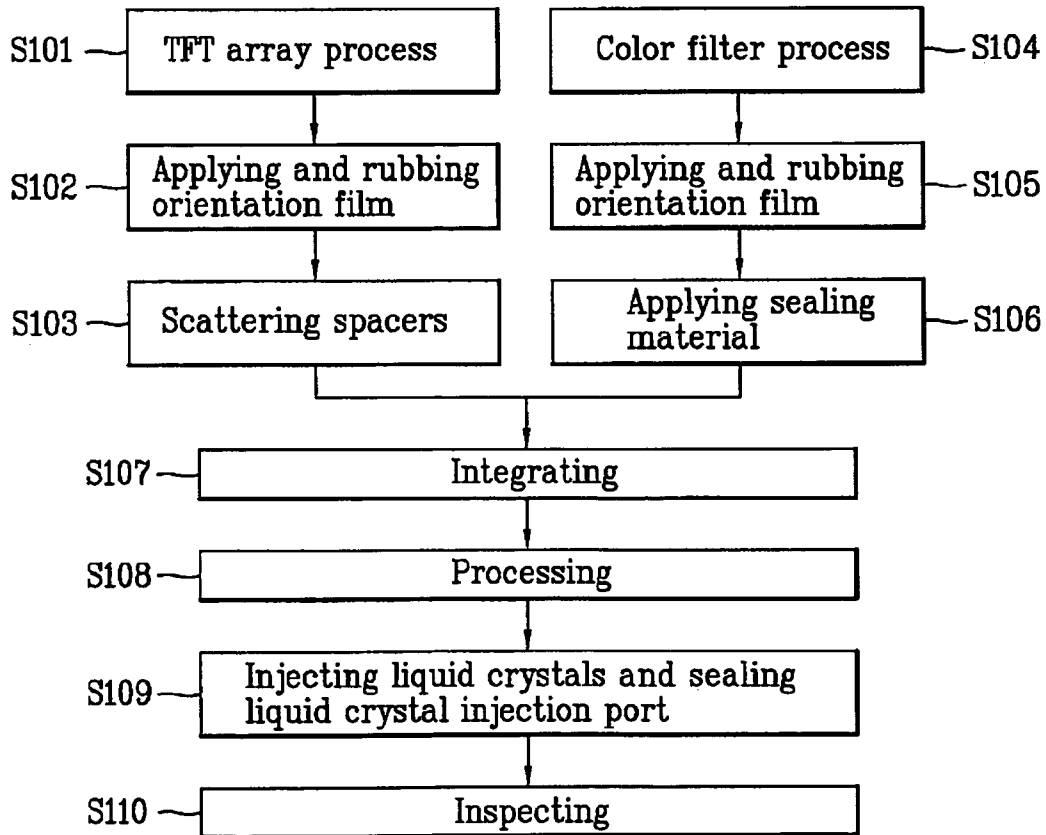 S101
TFT array process
Color filter process
S104
S102
Applying and rubbing
orientation film
Applying and rubbing
orientation film
S105
S103
Scattering spacers
Applying sealing
material
S106
S107
Integrating
S108
Processing
S109
Injecting liquid crystals and sealing
liquid crystal injection port
S110
Inspecting